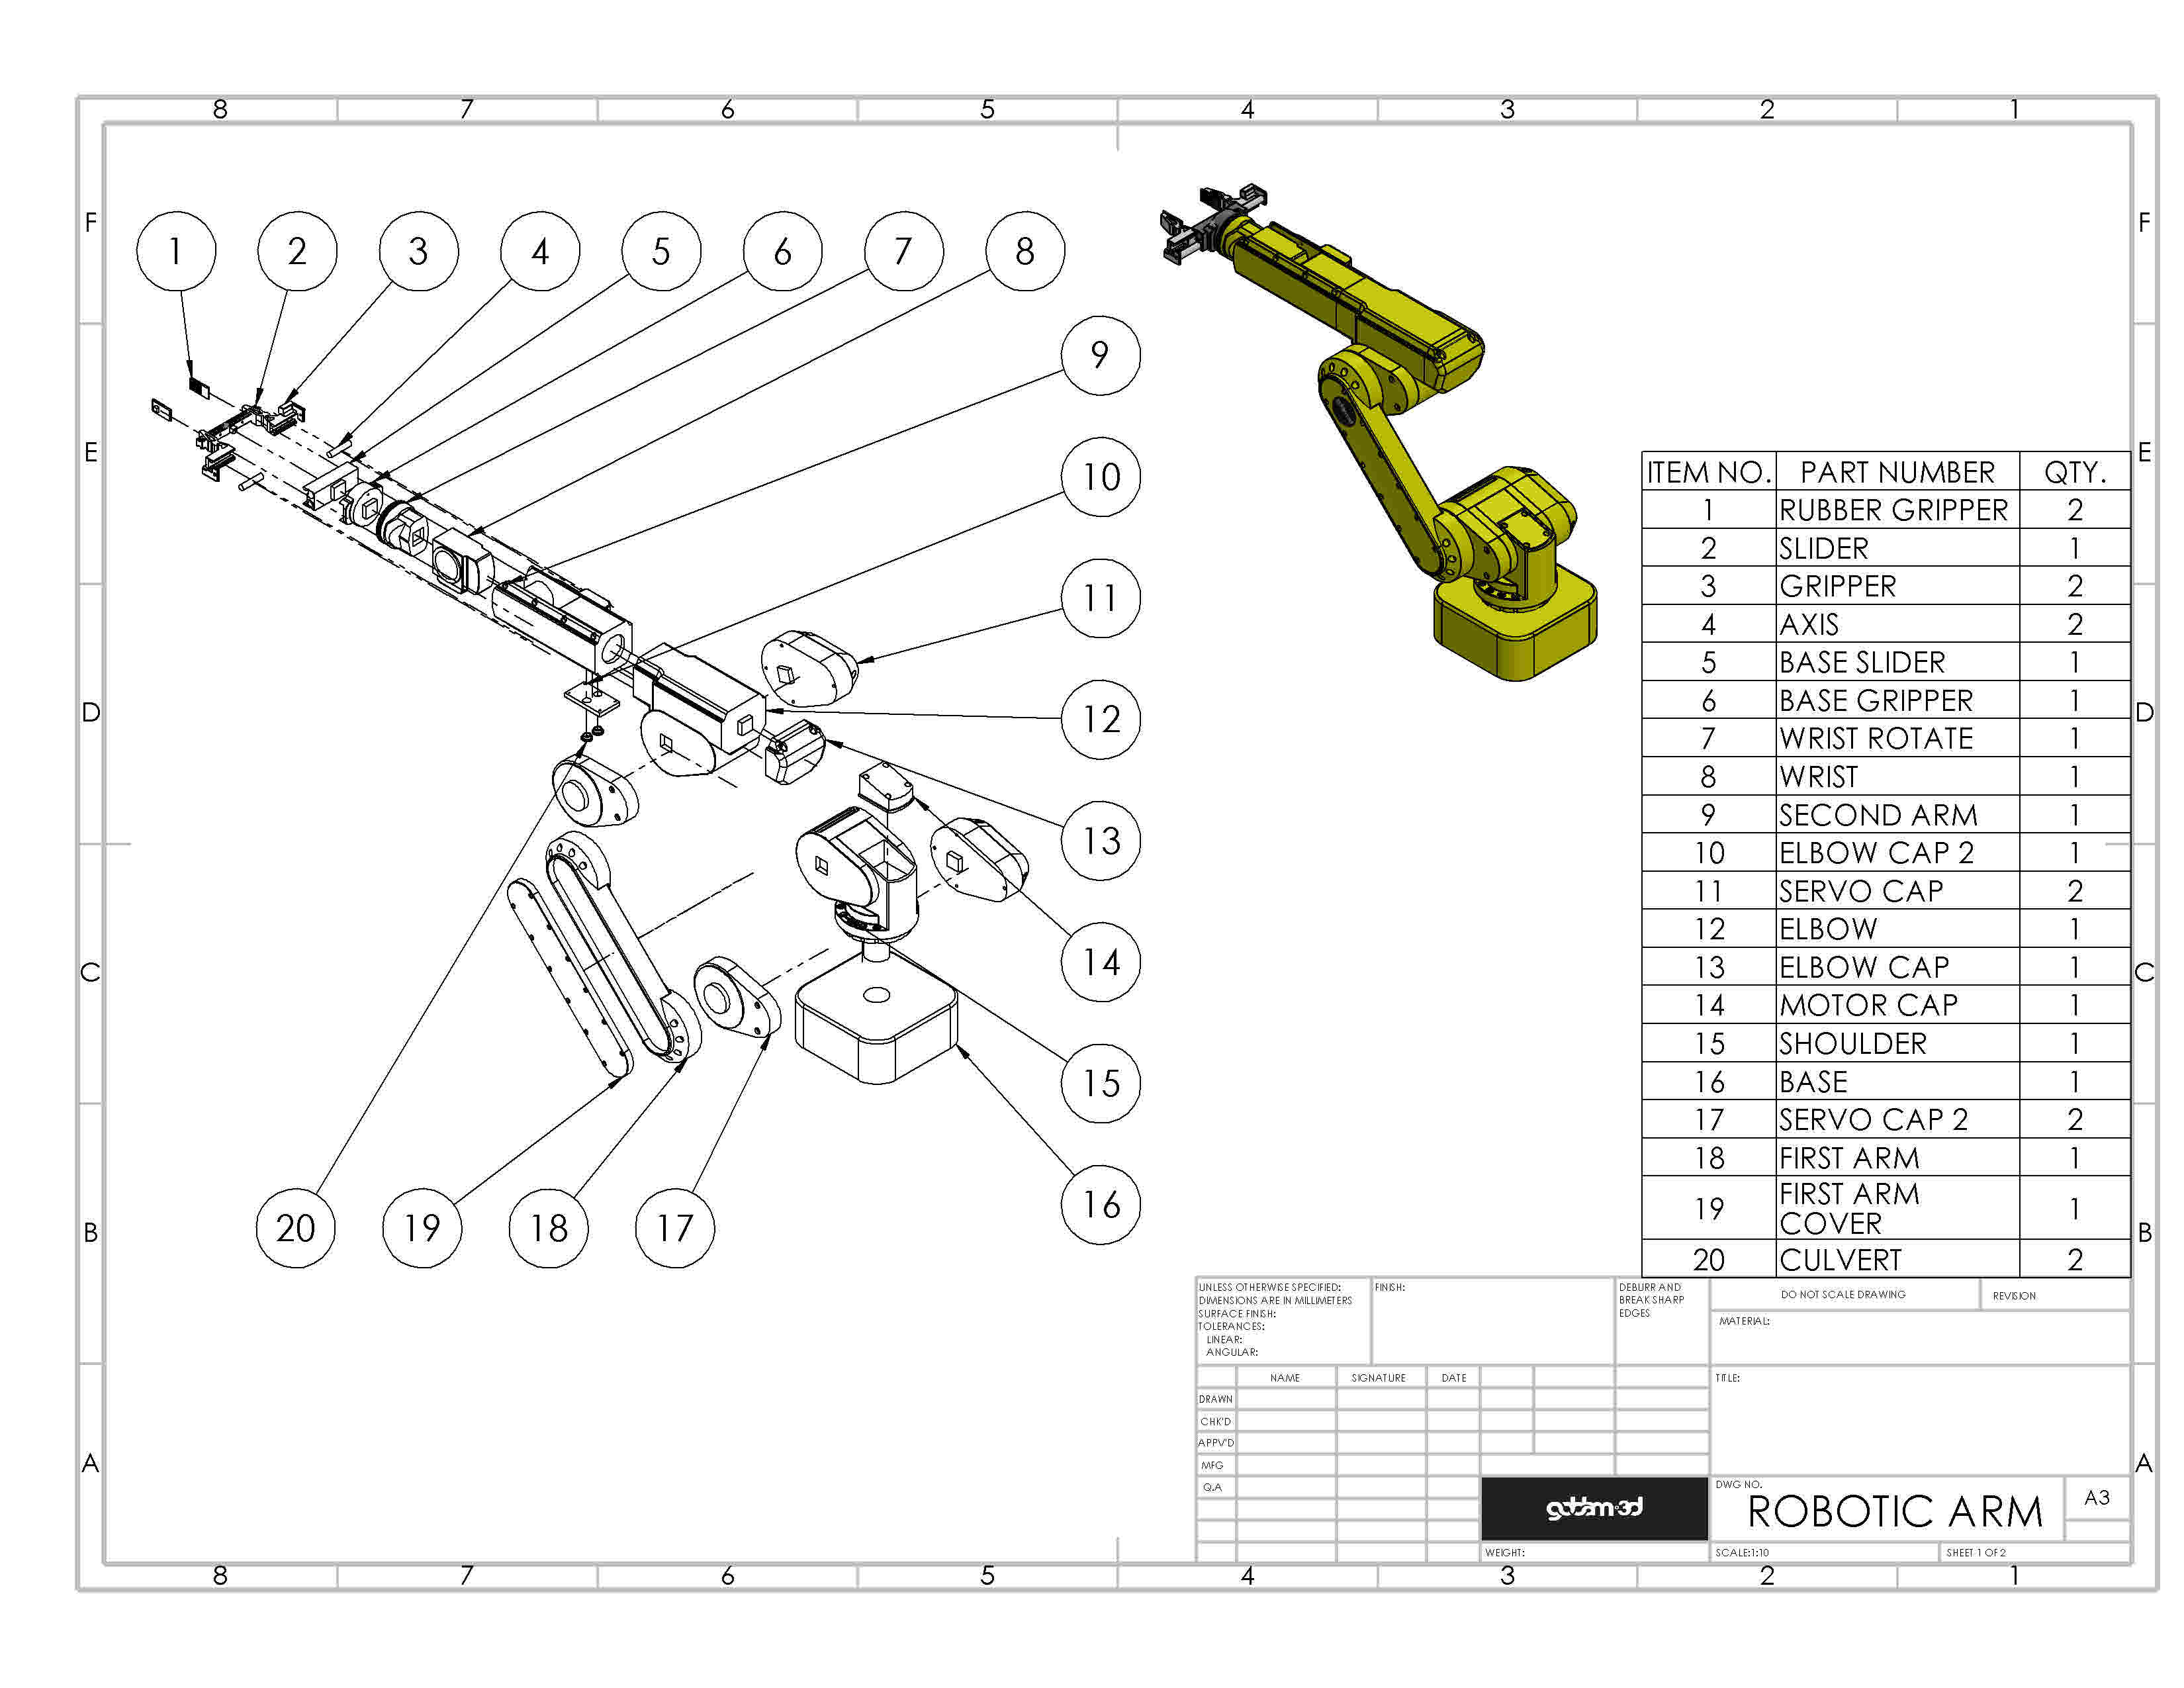 8 7 6 5 4 3 2 1
F F
E E
D D
C C
B B
A A
1 2 3 4 5 6 7 8
9
10
11
12
13
14
15
16
20 19 18 17
ITEM NO. PART NUMBER QTY.
1 RUBBER GRIPPER 2
2 SLIDER 1
3 GRIPPER 2
4 AXIS 2
5 BASE SLIDER 1
6 BASE GRIPPER 1
7 WRIST ROTATE 1
8 WRIST 1
9 SECOND ARM 1
10 ELBOW CAP 2 1
11 SERVO CAP 2
12 ELBOW 1
13 ELBOW CAP 1
14 MOTOR CAP 1
15 SHOULDER 1
16 BASE 1
17 SERVO CAP 2 2
18 FIRST ARM 1
19 FIRST ARM
COVER 1
20 CULVERT 2
UNLESS OTHERWISE SPECIFIED:
DIMENSIONS ARE IN MILLIMETERS
SURFACE FINISH:
TOLERANCES:
LINEAR:
ANGULAR:
FINISH:
DEBURR AND
BREAK SHARP
EDGES
DO NOT SCALE DRAWING
REVISION
MATERIAL:
NAME SIGNATURE DATE
TITLE:
DRAWN
CHK'D
APPV'D
MFG
Q.A
DWG NO.
ROBOTIC ARM
A3
WEIGHT:
SCALE:1:10
SHEET 1 OF 2
8 7 6 5 4 3 2 1